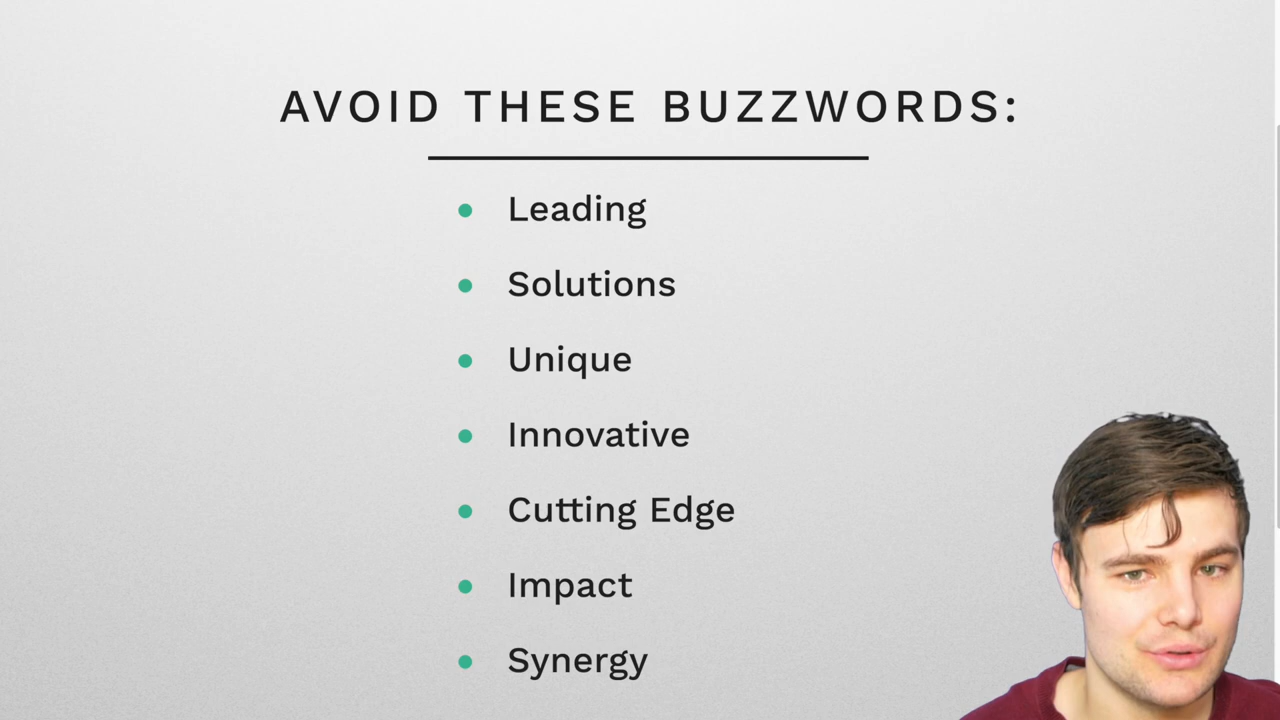 AVOID THESE BUZZWORDS:
Leading
Solutions
Unique
Innovative
Cutting Edge
Impact
Synergy